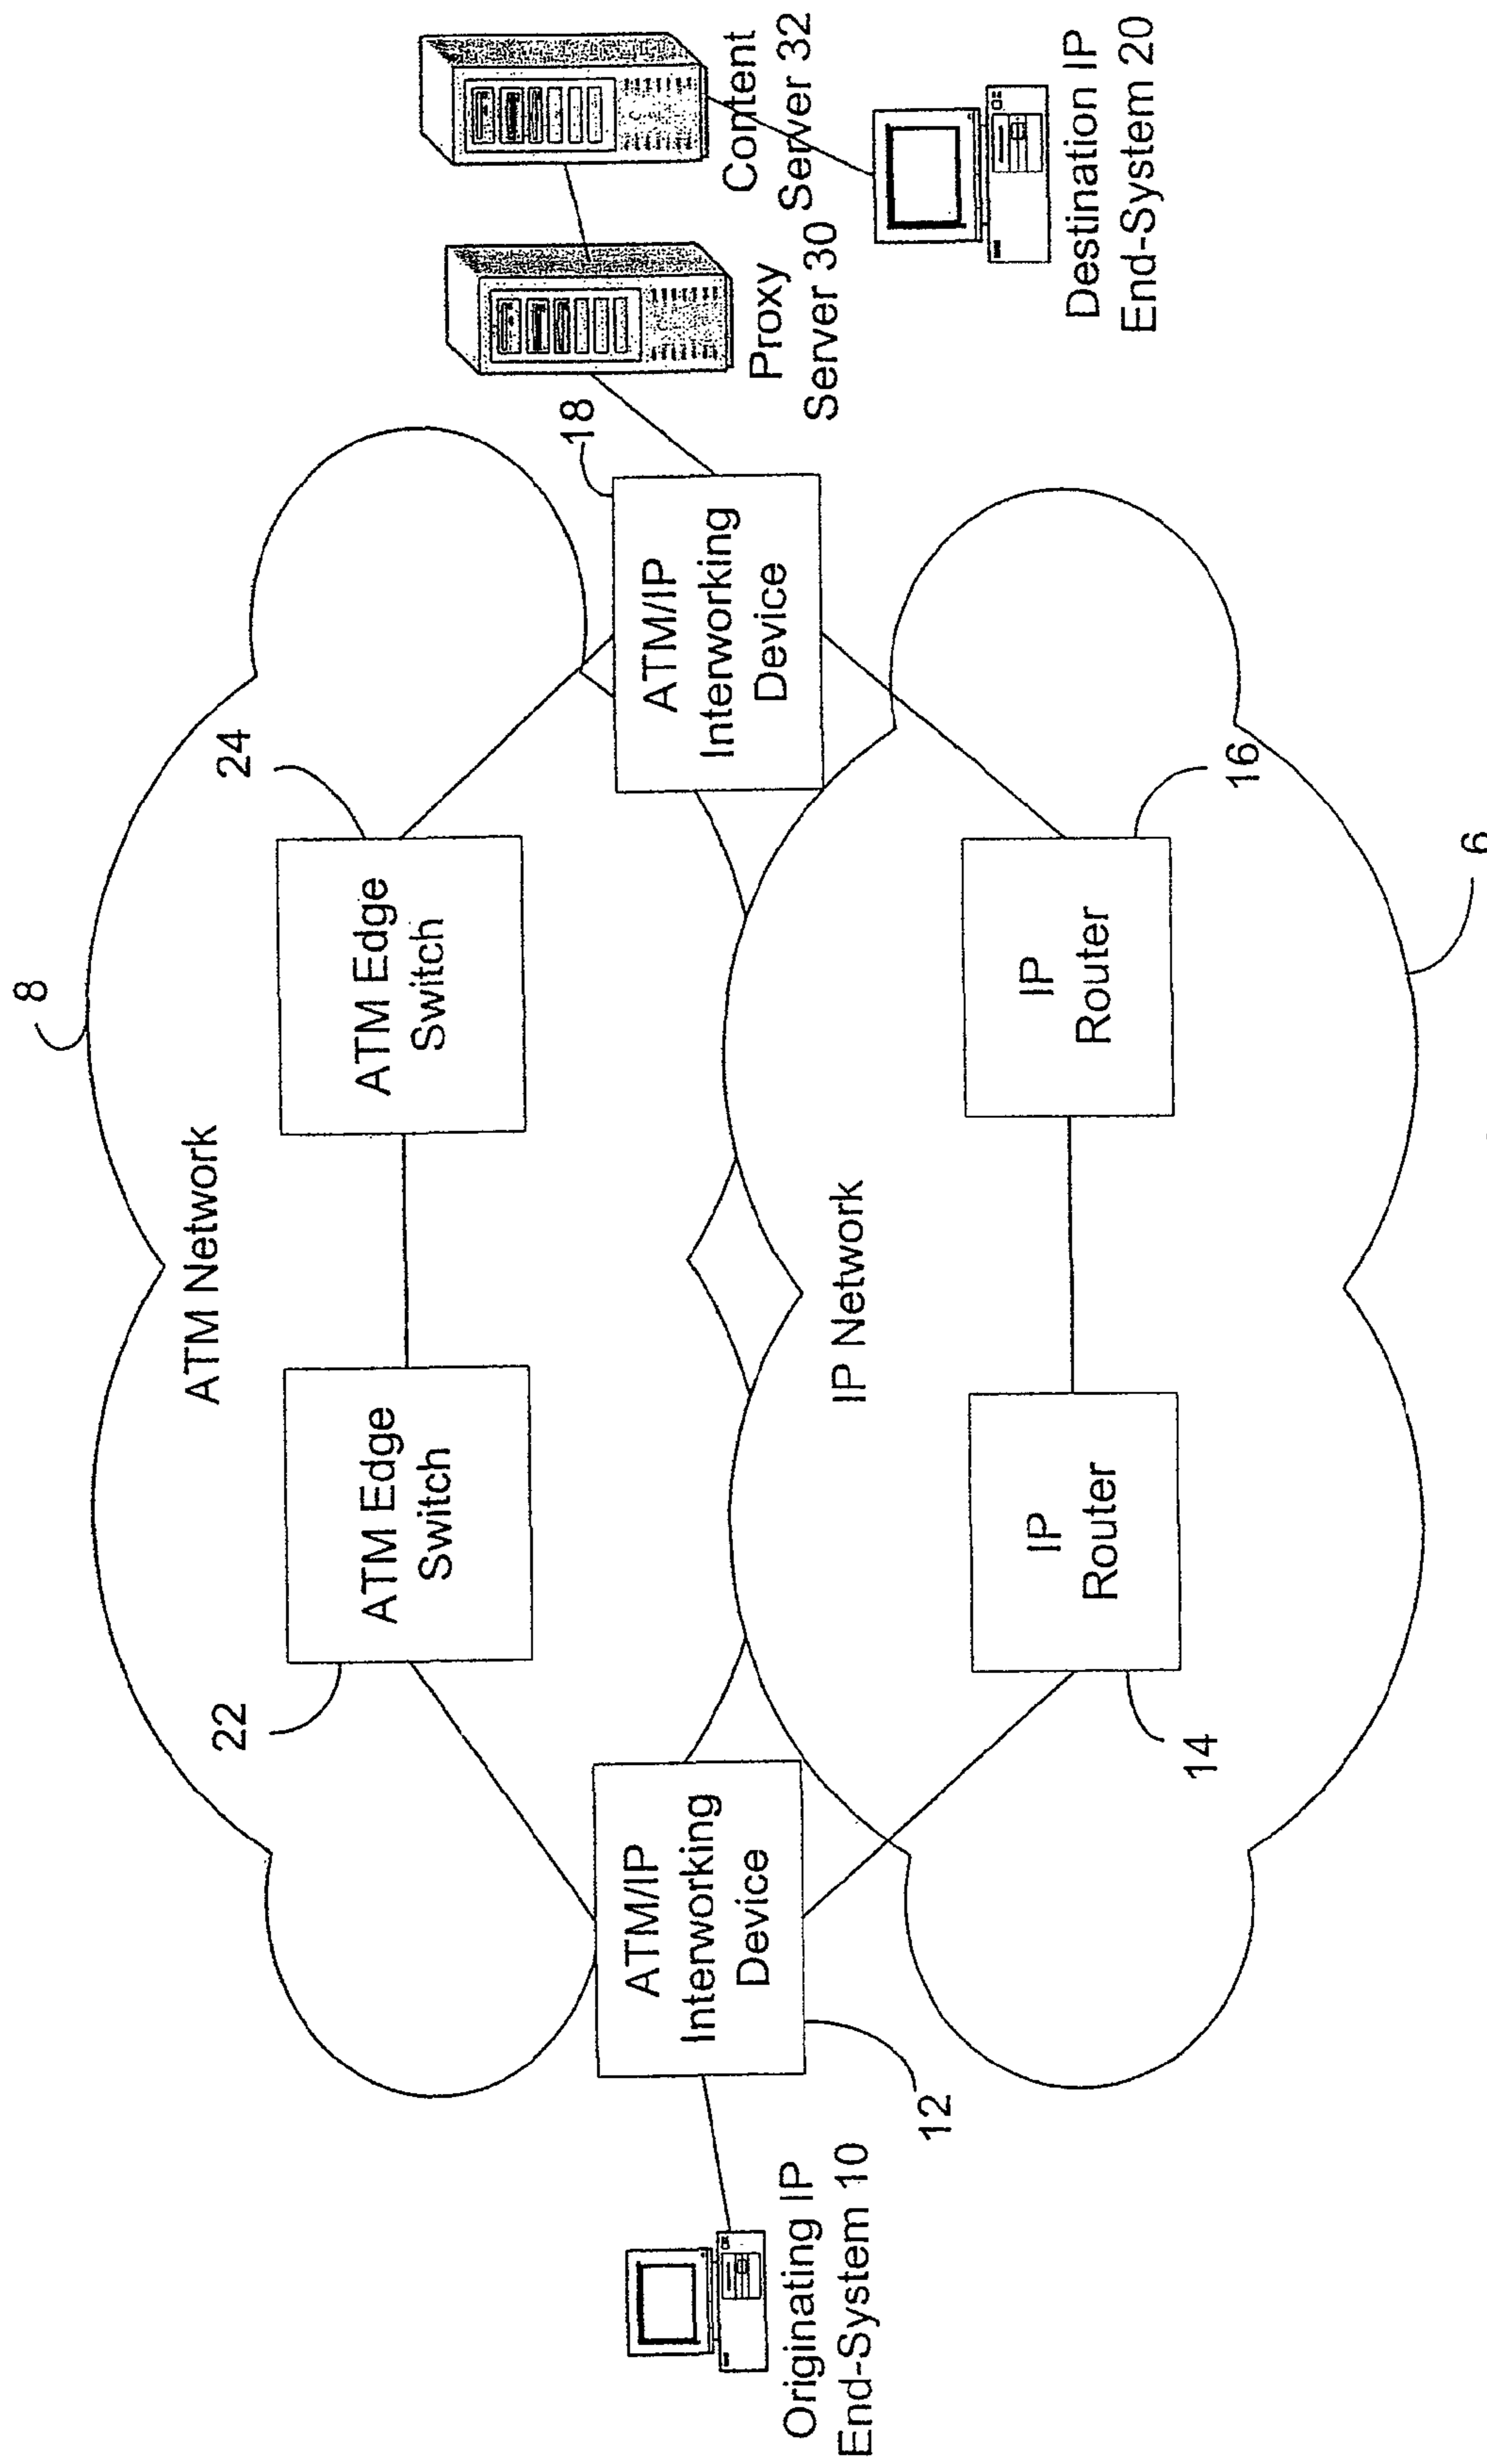 8
ATM Network
22
ATM Edge
Switch
24
ATM Edge
Switch
Originating IP
End-System 10
ATM/IP
Interworking
Device
12
ATM/IP
Interworking
Device
18
Proxy
Server 30
Content
Server 32
Destination IP
End-System 20
IP Network
IP
Router
14
IP
Router
16
6